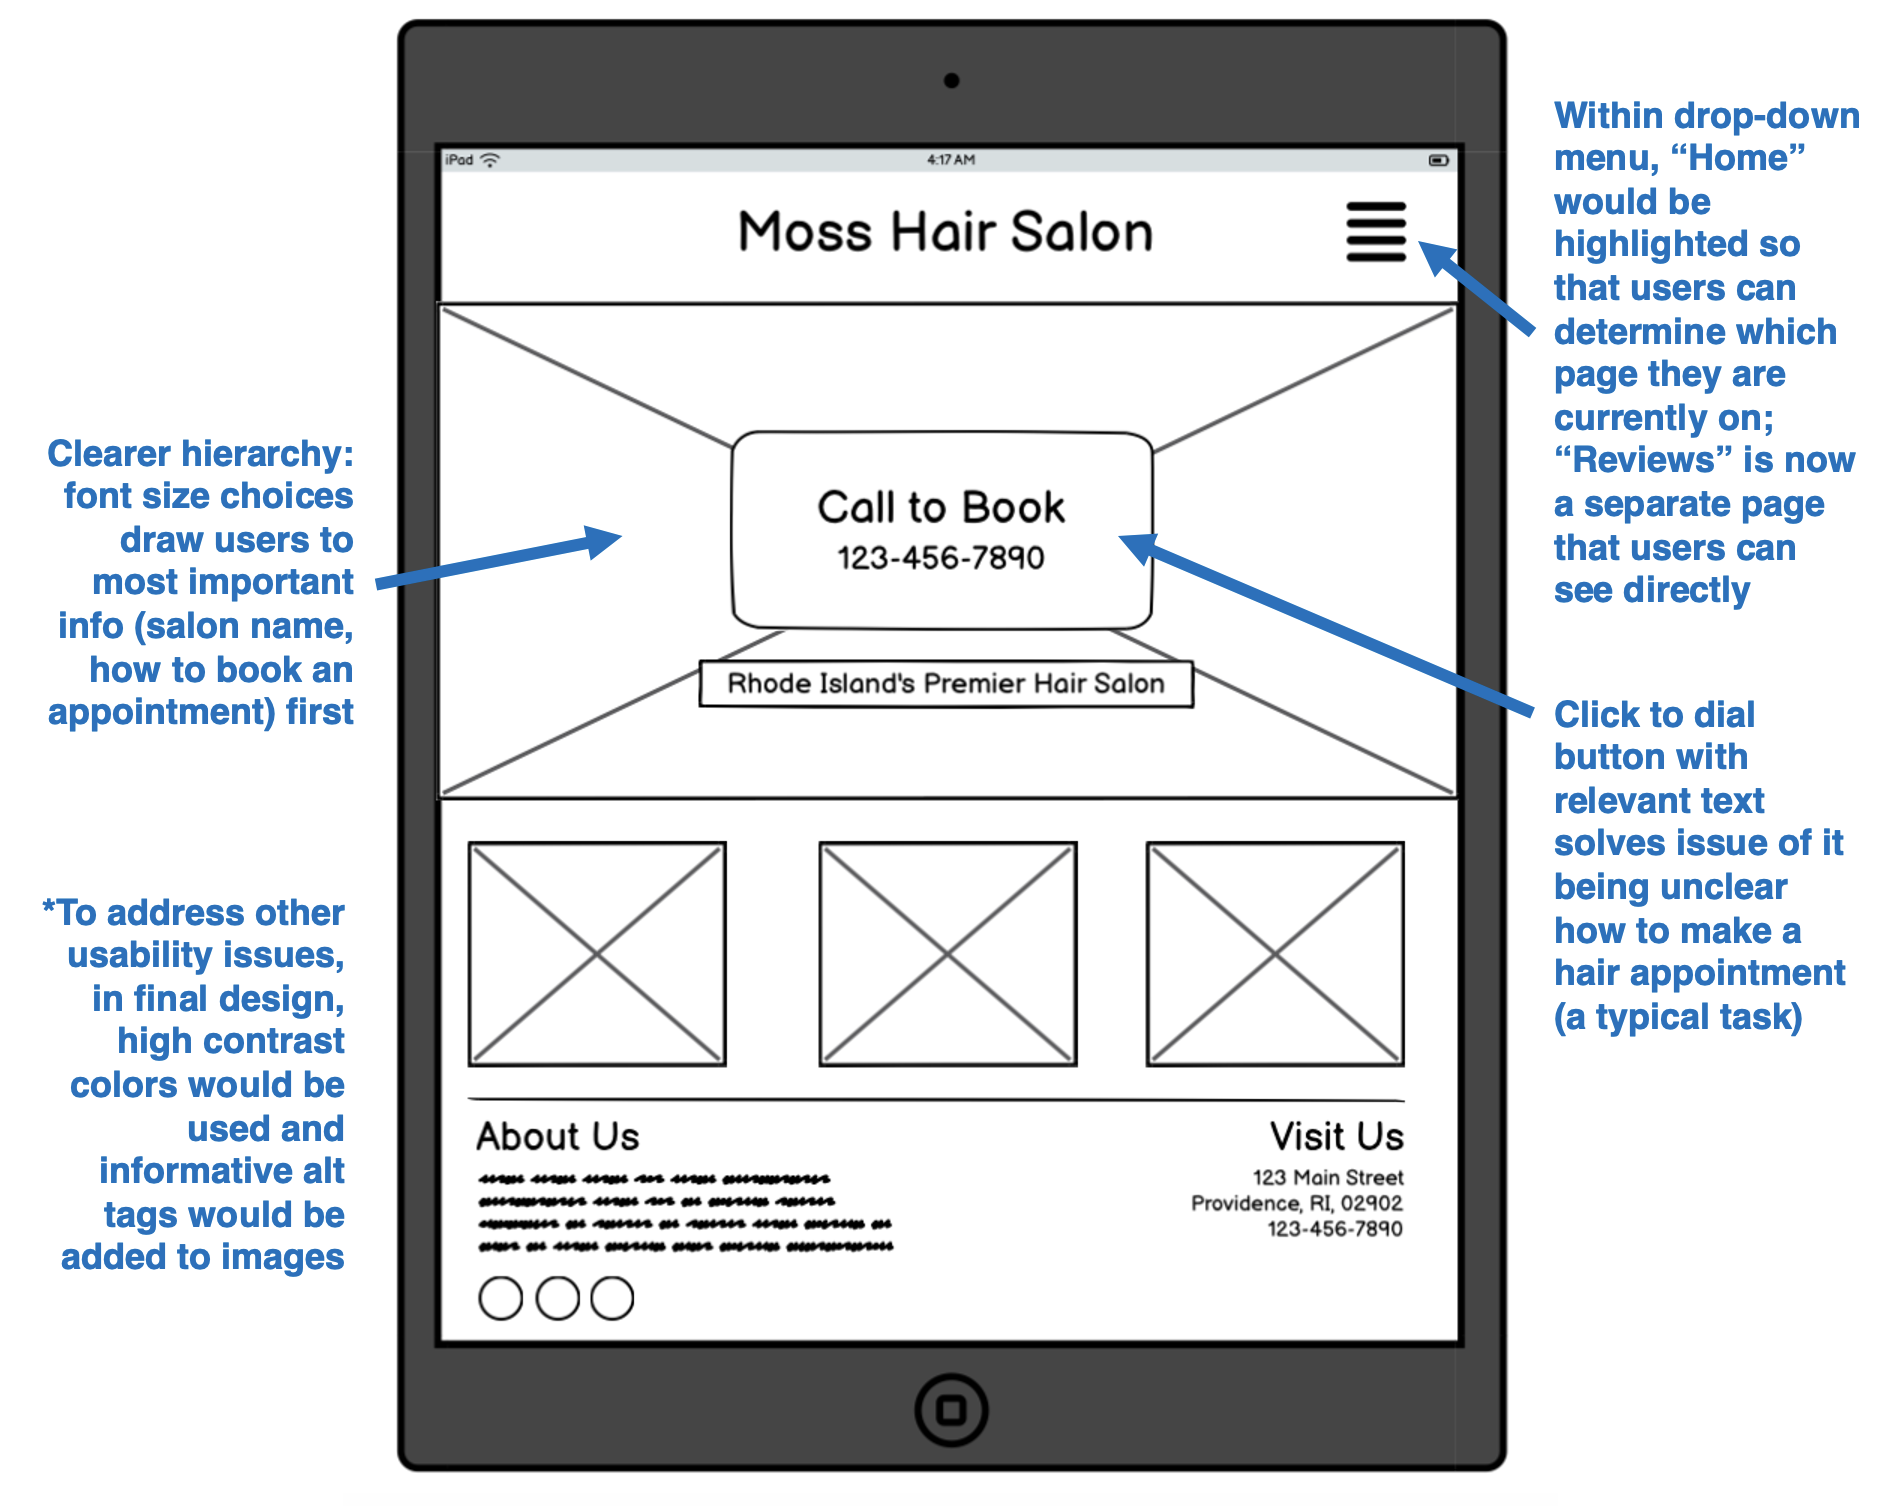 iPad
4:17 AM
Moss Hair Salon
Call to Book
123-456-7890
Rhode Island's Premier Hair Salon
About Us
Visit Us
123 Main Street
Providence, RI, 02902
123-456-7890
Clearer hierarchy:
font size choices
draw users to
most important
info (salon name,
how to book an
appointment) first
*To address other
usability issues,
in final design,
high contrast
colors would be
used and
informative alt
tags would be
added to images
Within drop-down
menu, “Home”
would be
highlighted so
that users can
determine which
page they are
currently on;
“Reviews” is now
a separate page
that users can
see directly
Click to dial
button with
relevant text
solves issue of it
being unclear
how to make a
hair appointment
(a typical task)